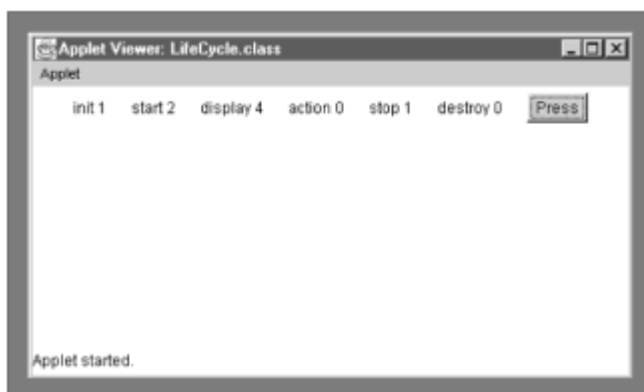 Applet Viewer: LifeCycle.class
Applet
init 1 start 2 display 4 action 0 stop 1 destroy 0 Press
Applet started.